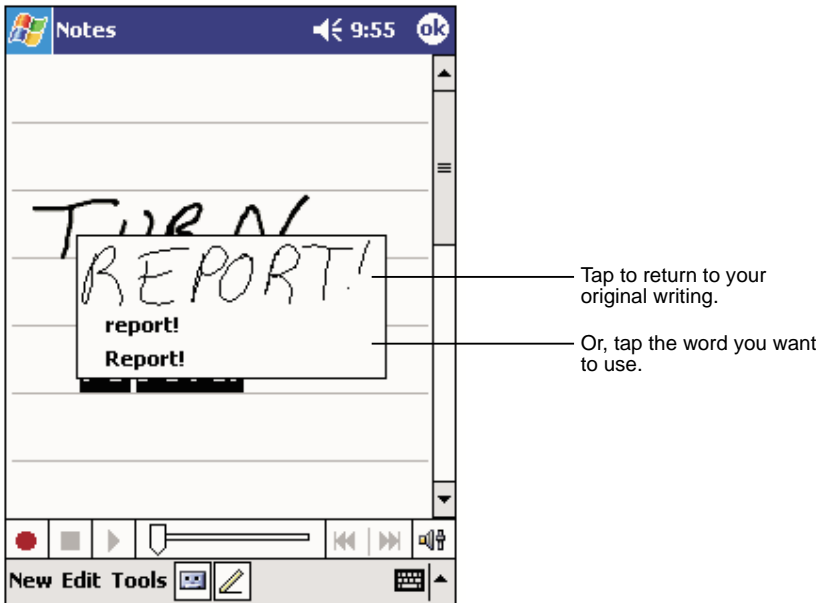 Notes 9:55 ok
TURN
REPORT!
report!
Report!
Tap to return to your
original writing.
Or, tap the word you want
to use.
New Edit Tools